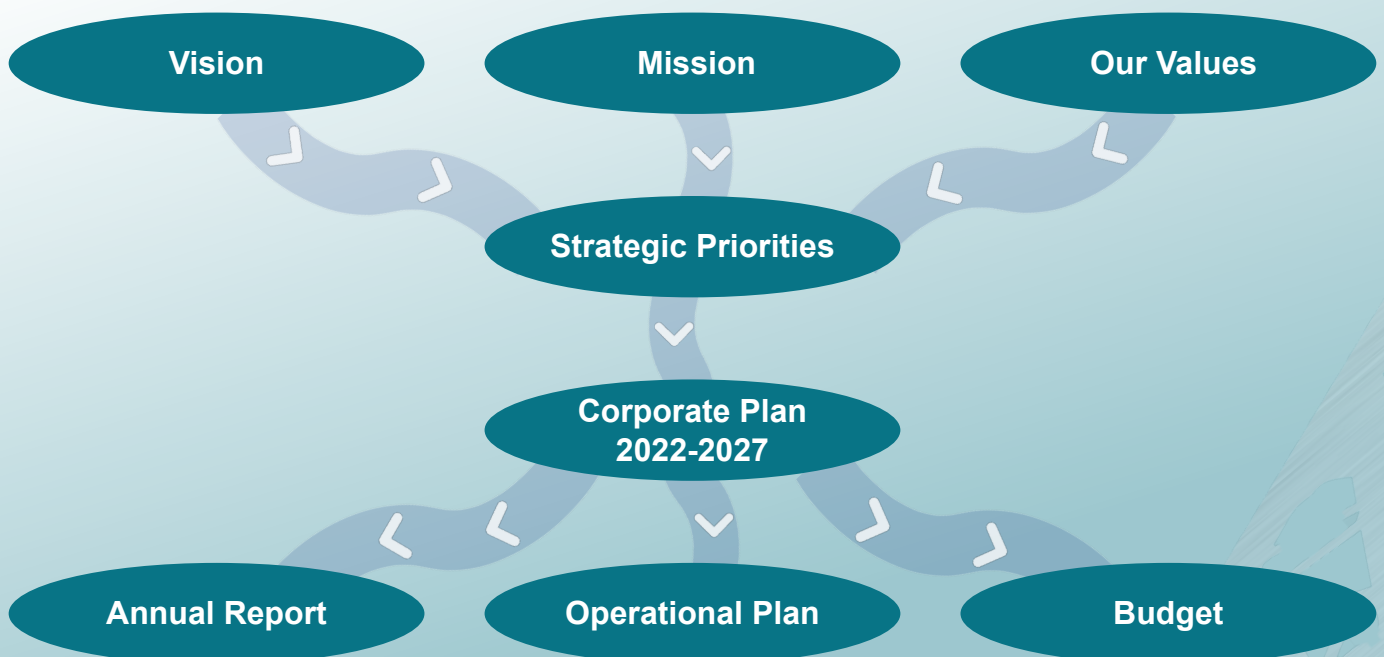 Vision
Mission
Our Values
Strategic Priorities
Corporate Plan
2022-2027
Annual Report
Operational Plan
Budget